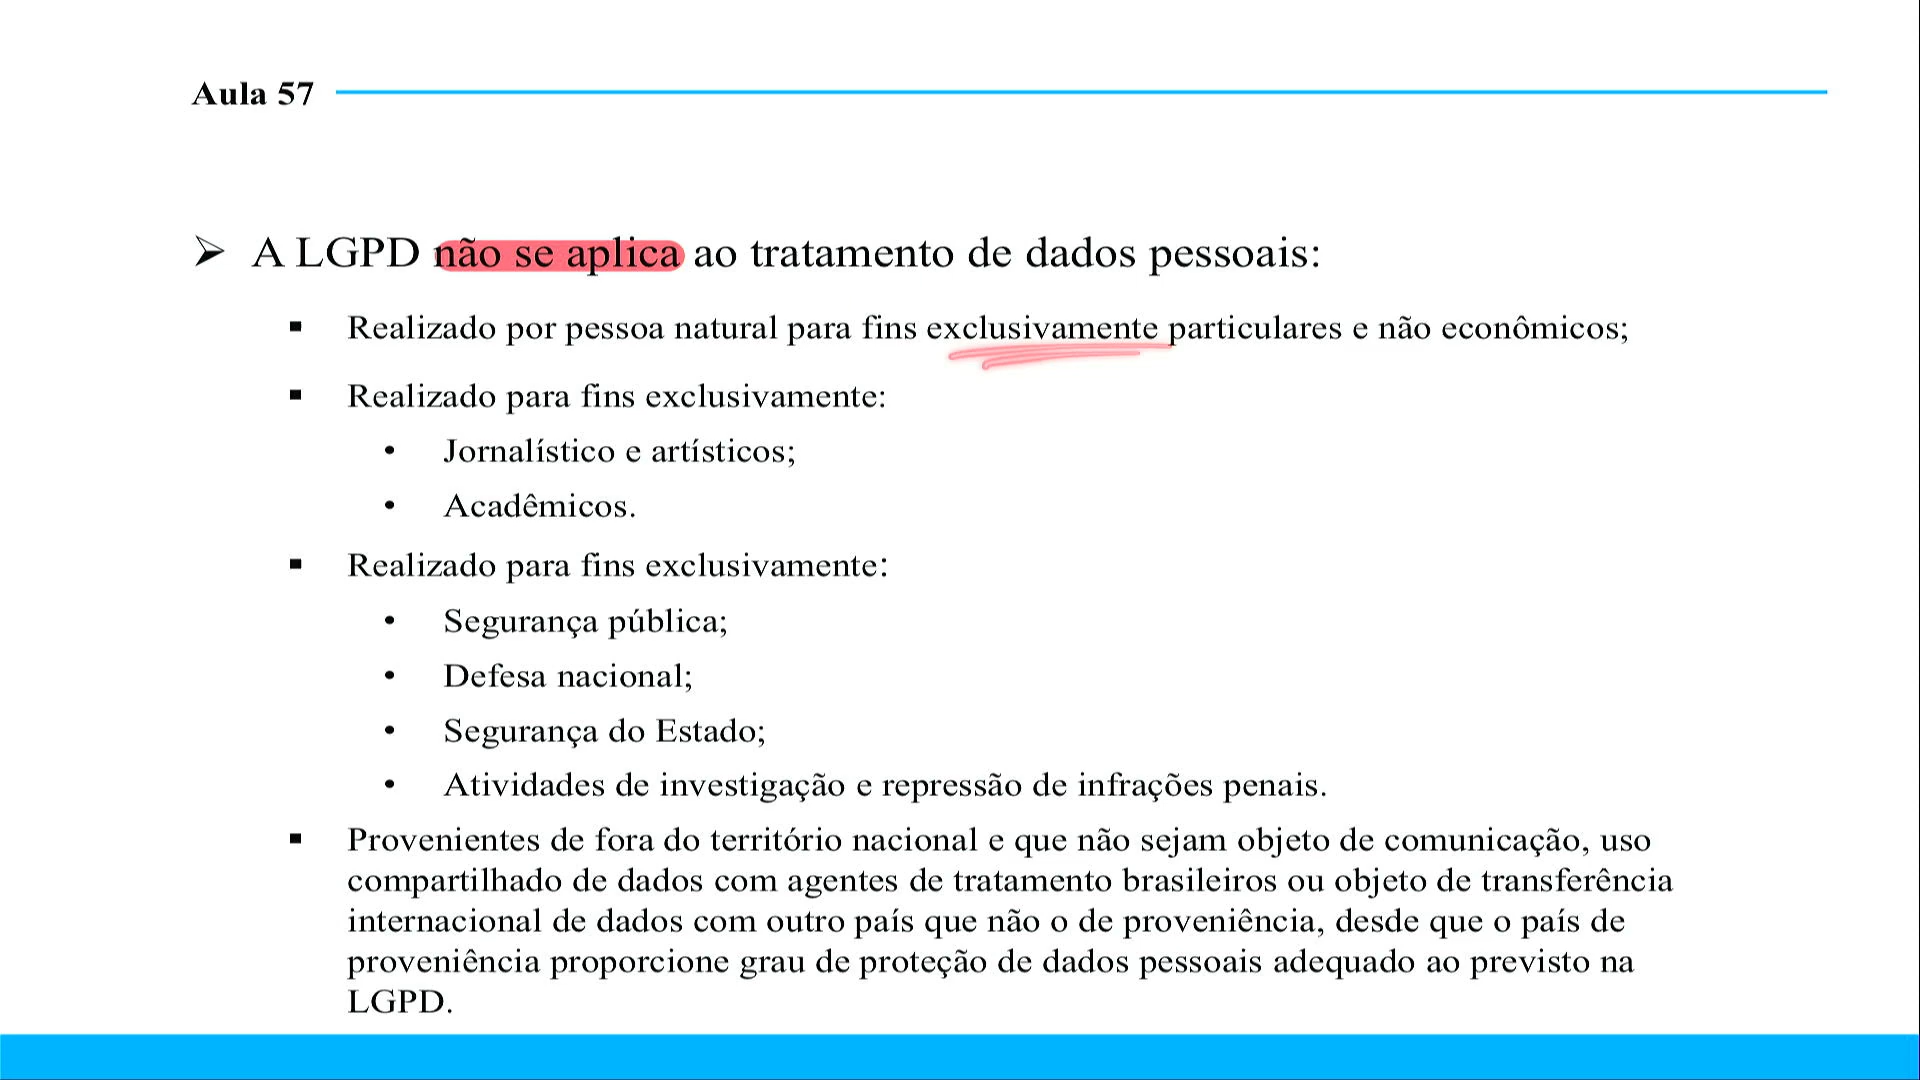 Aula 57
A LGPD não se aplica ao tratamento de dados pessoais:
Realizado por pessoa natural para fins exclusivamente particulares e não econômicos;
Realizado para fins exclusivamente:
Jornalístico e artísticos;
Acadêmicos.
Realizado para fins exclusivamente:
Segurança pública;
Defesa nacional;
Segurança do Estado;
Atividades de investigação e repressão de infrações penais.
Provenientes de fora do território nacional e que não sejam objeto de comunicação, uso
compartilhado de dados com agentes de tratamento brasileiros ou objeto de transferência
internacional de dados com outro país que não o de proveniência, desde que o país de
proveniência proporcione grau de proteção de dados pessoais adequado ao previsto na
LGPD.